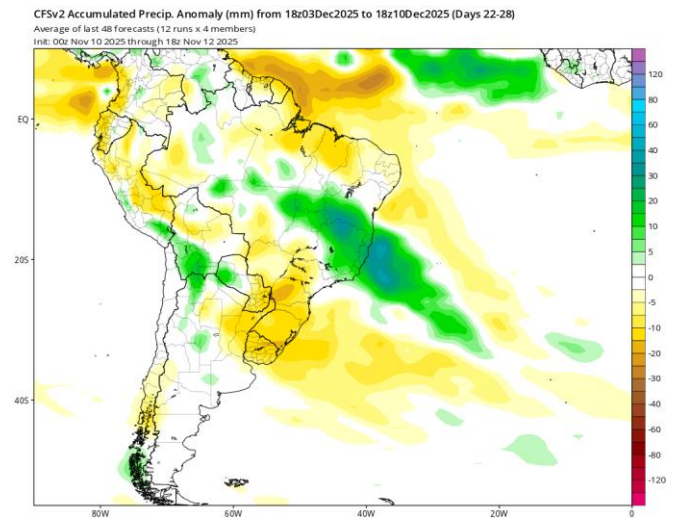 CFSv2 Accumulated Precip. Anomaly (mm) from 18z03Dec2025 to 18z10Dec2025 (Days 22-28)
Average of last 48 forecasts (12 runs x 4 members)
Init: 00z Nov 10 2025 through 18z Nov 12 2025
120
80
60
40
30
20
10
5
0
-5
-10
-20
-30
-40
-60
-80
-120
EQ
20S
40S
80W
60W
40W
20W
0